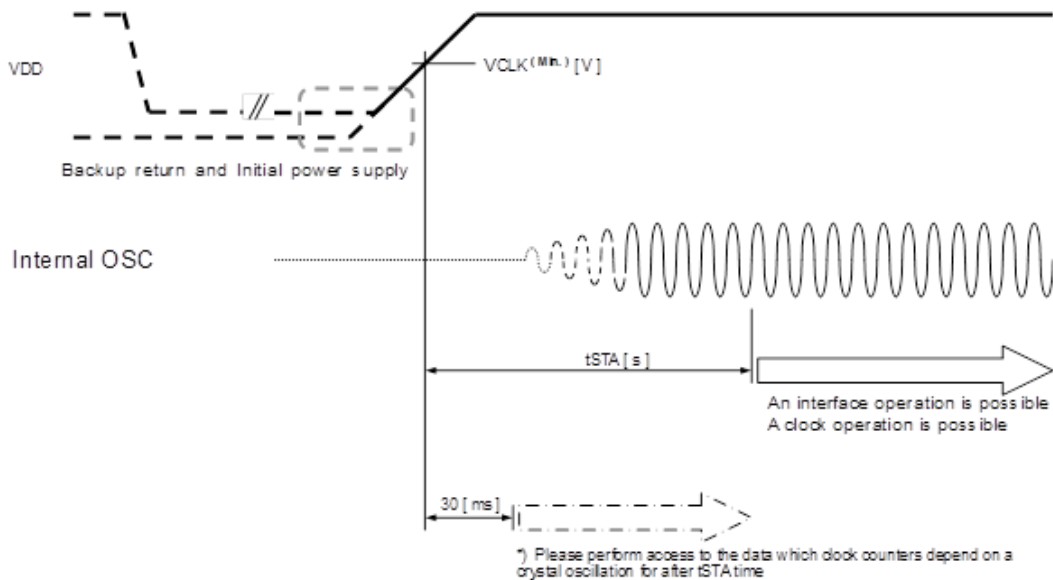 VDD
VCLK(Min.) [V]
Backup return and Initial power supply
Internal OSC
tSTA [ s ]
An interface operation is possible
A clock operation is possible
30 [ ms ]
*) Please perform access to the data which clock counters depend on a
crystal oscillation for after tSTA time